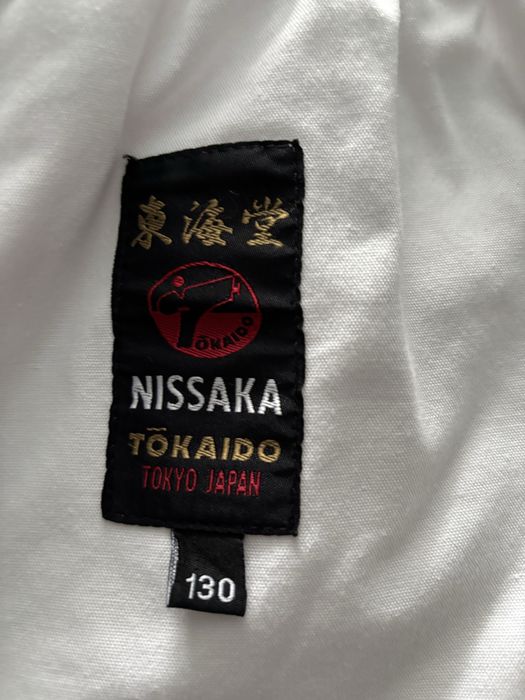 東海堂
TŌKAIDO
NISSAKA
TŌKAIDO
TOKYO JAPAN
130